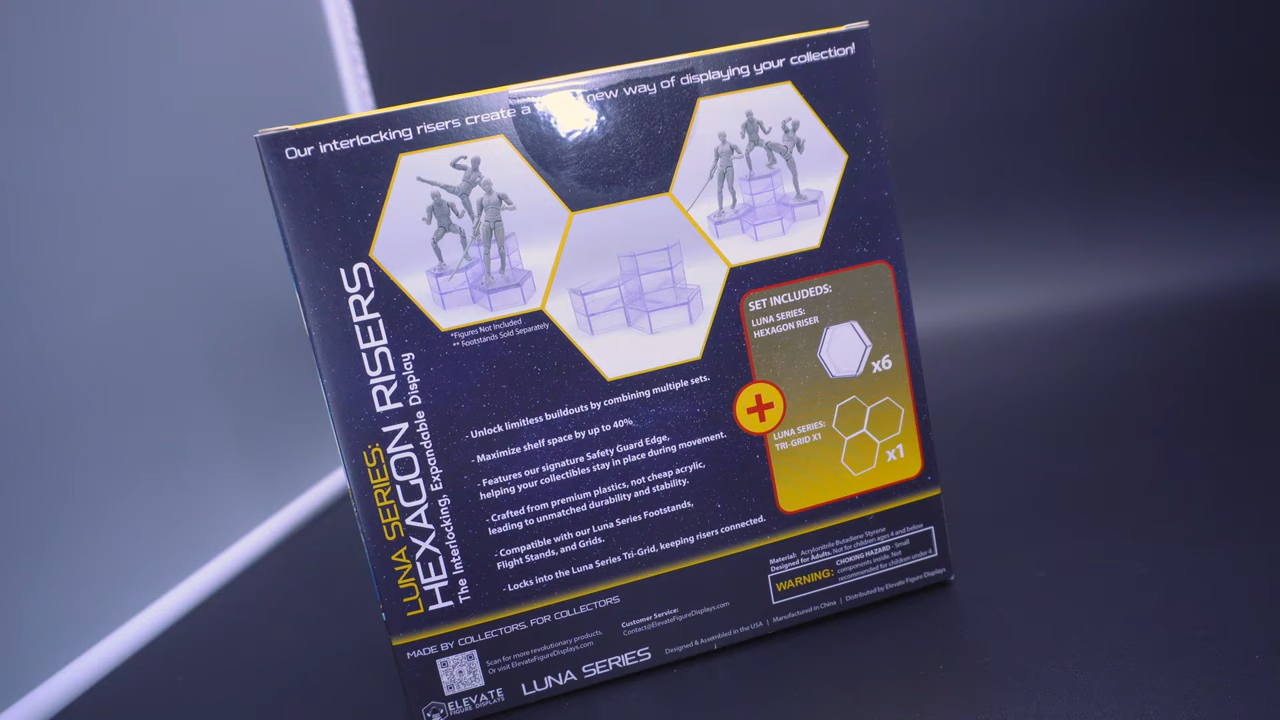 Our interlocking risers create a new way of displaying your collection!
*Figures Not Included
** Footstands Sold Separately
LUNA SERIES:
HEXAGON RISERS
The Interlocking, Expandable Display
SET INCLUDEDS:
LUNA SERIES:
HEXAGON RISER
x6
+
LUNA SERIES:
TRI-GRID X1
x1
- Unlock limitless buildouts by combining multiple sets.
- Maximize shelf space by up to 40%
- Features our signature Safety Guard Edge,
helping your collectibles stay in place during movement.
- Crafted from premium plastics, not cheap acrylic,
leading to unmatched durability and stability.
- Compatible with our Luna Series Footstands,
Flight Stands, and Grids.
- Locks into the Luna Series Tri-Grid, keeping risers connected.
Material: Acrylonitrile Butadiene Styrene
Designed for Adults. Not for children ages 4 and below
WARNING:
CHOKING HAZARD - Small
components inside. Not
recommended for children under 4
MADE BY COLLECTORS. FOR COLLECTORS
Scan for more revolutionary products,
Or visit ElevateFigureDisplays.com
Customer Service:
Contact@ElevateFigureDisplays.com
ELEVATE
FIGURE DISPLAYS
LUNA SERIES
Designed & Assembled in the USA | Manufactured in China | Distributed by Elevate Figure Displays